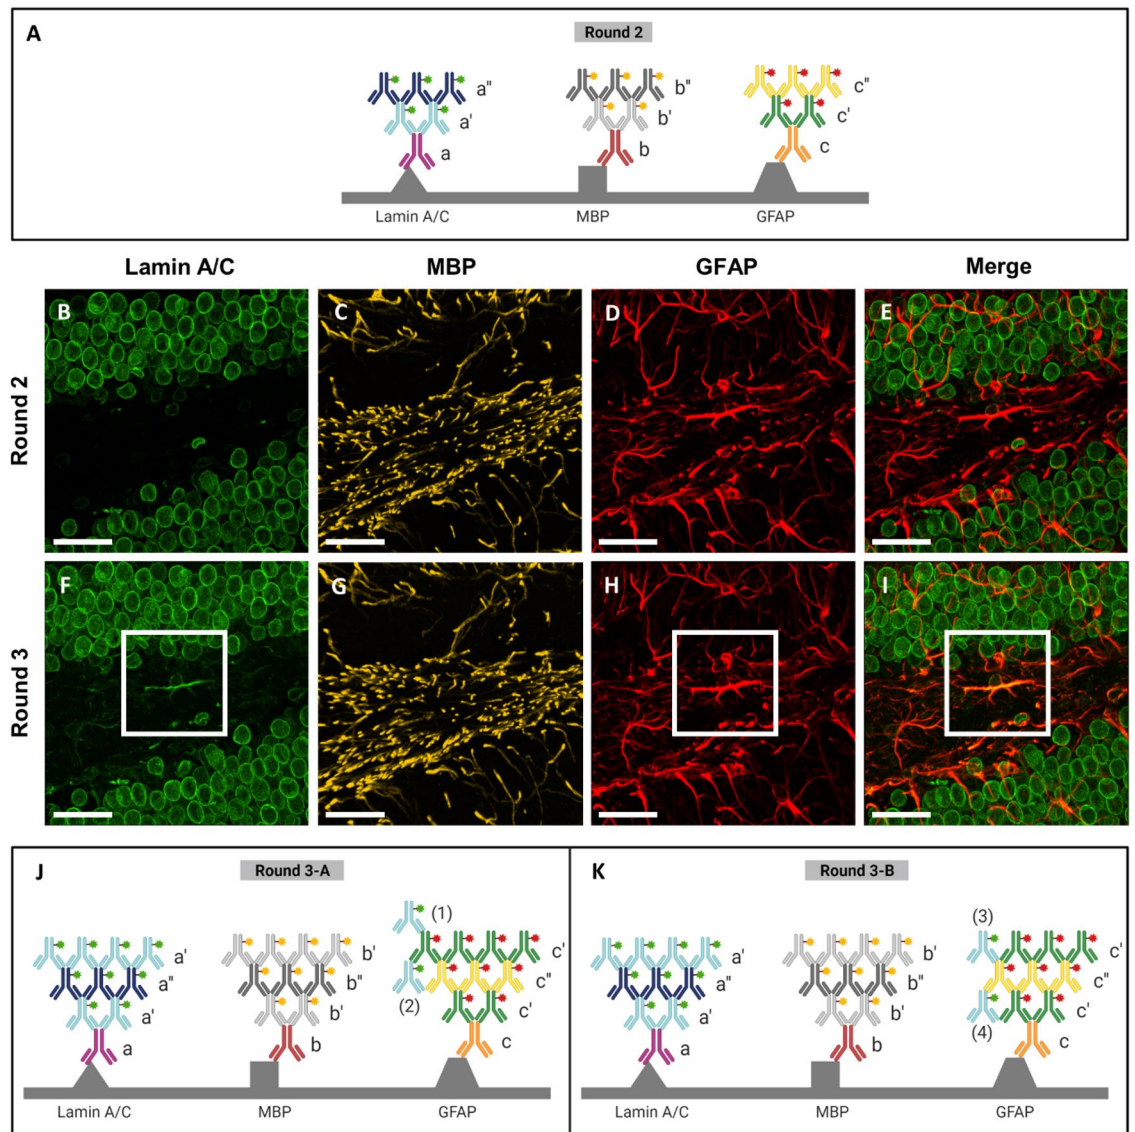 A
Round 2
a"
a'
a
b"
b'
b
c"
c'
c
Lamin A/C
MBP
GFAP
Lamin A/C
MBP
GFAP
Merge
Round 2
B
C
D
E
Round 3
F
G
H
I
J
Round 3-A
(1)
a'
a"
a'
a
b'
b"
b'
b
c'
c"
(2)
c'
c
Lamin A/C
MBP
GFAP
K
Round 3-B
(3)
a'
a"
a'
a
b'
b"
b'
b
c'
c"
c'
(4)
c
Lamin A/C
MBP
GFAP